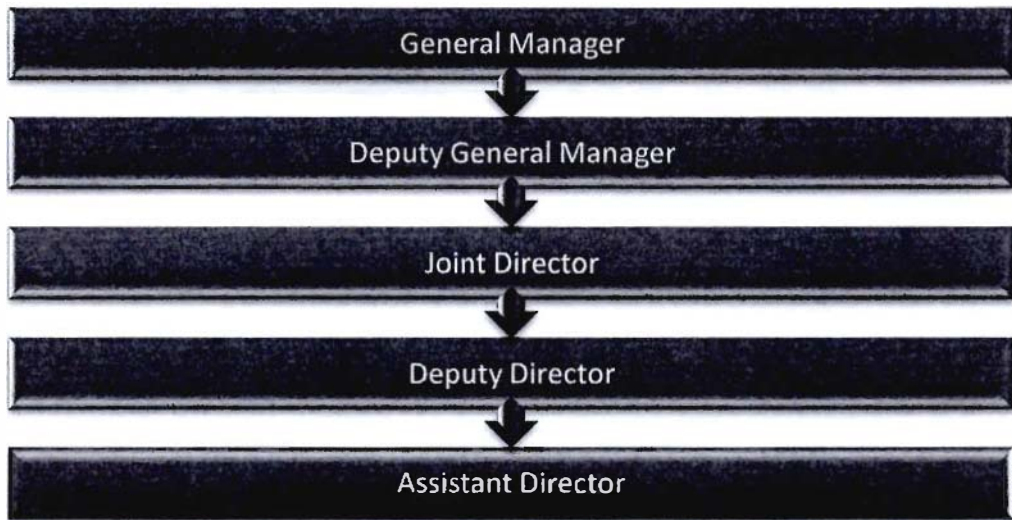 General Manager
Deputy General Manager
Joint Director
Deputy Director
Assistant Director